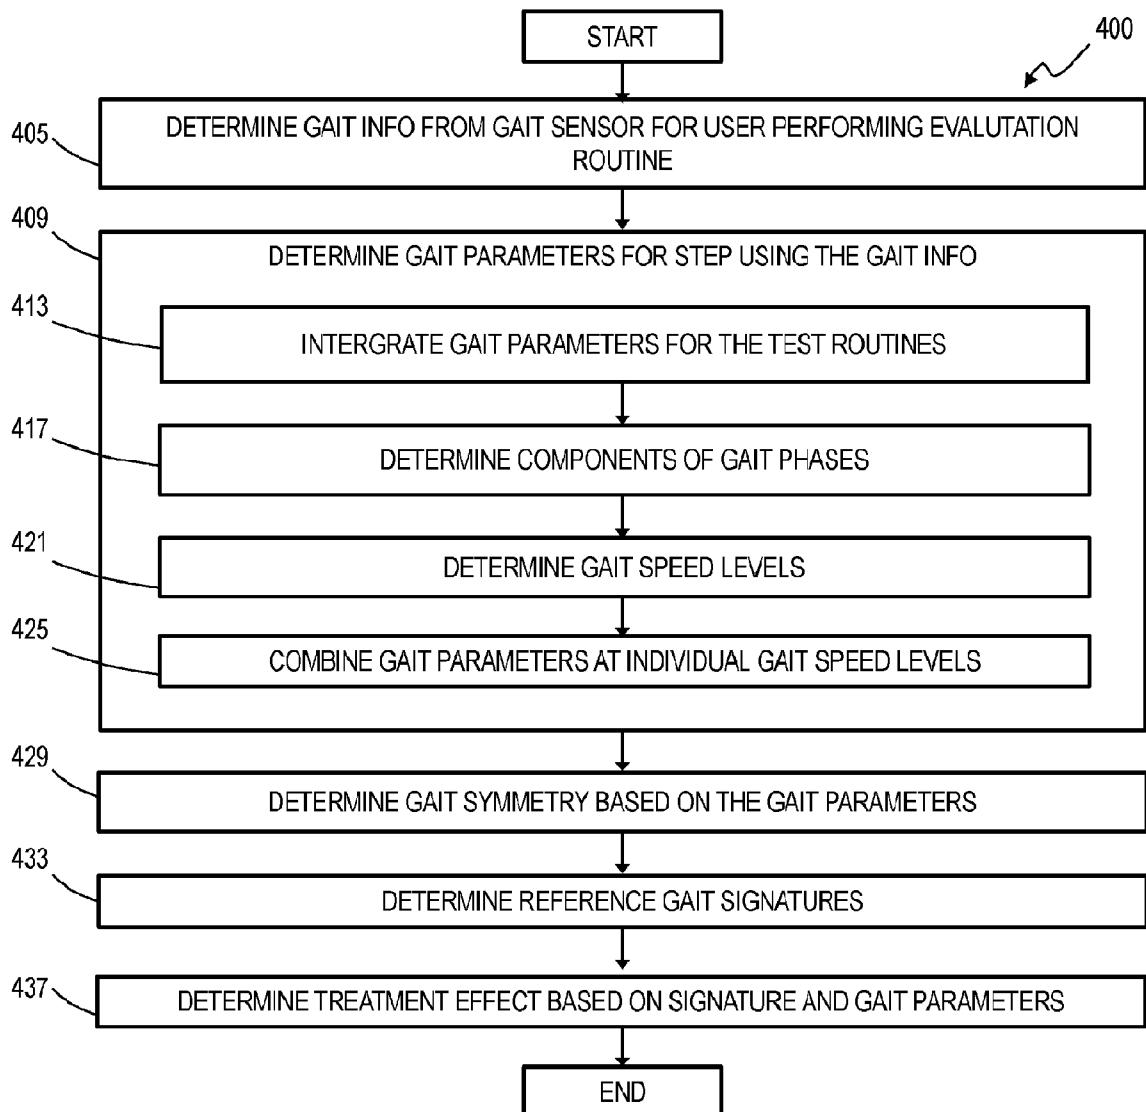 START
400
405
DETERMINE GAIT INFO FROM GAIT SENSOR FOR USER PERFORMING EVALUTATION
ROUTINE
409
DETERMINE GAIT PARAMETERS FOR STEP USING THE GAIT INFO
413
INTERGRATE GAIT PARAMETERS FOR THE TEST ROUTINES
417
DETERMINE COMPONENTS OF GAIT PHASES
421
DETERMINE GAIT SPEED LEVELS
425
COMBINE GAIT PARAMETERS AT INDIVIDUAL GAIT SPEED LEVELS
429
DETERMINE GAIT SYMMETRY BASED ON THE GAIT PARAMETERS
433
DETERMINE REFERENCE GAIT SIGNATURES
437
DETERMINE TREATMENT EFFECT BASED ON SIGNATURE AND GAIT PARAMETERS
END